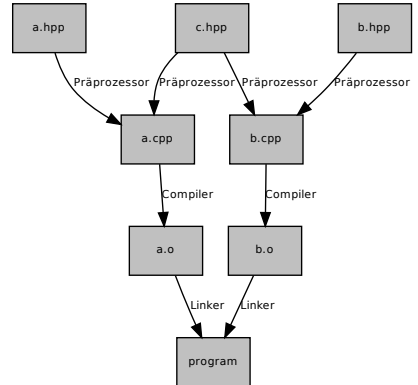 a.hpp
c.hpp
b.hpp
Präprozessor
Präprozessor
Präprozessor
Präprozessor
a.cpp
b.cpp
Compiler
Compiler
a.o
b.o
Linker
Linker
program